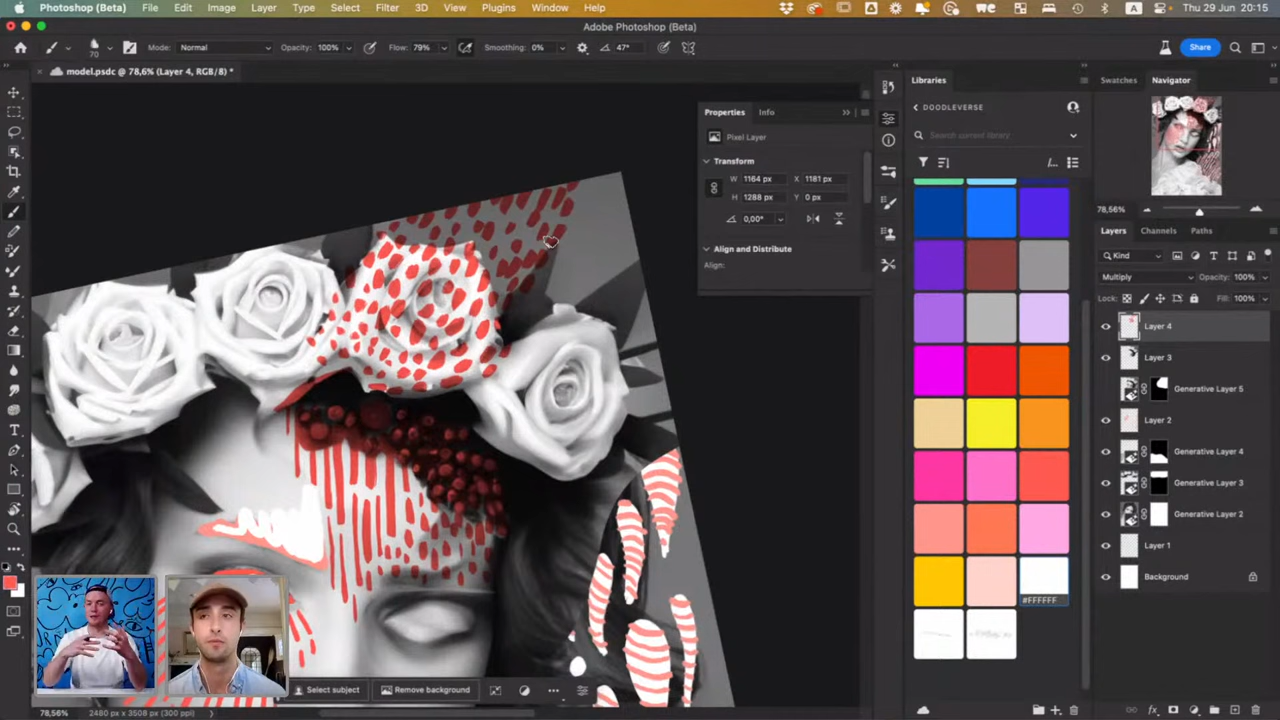 Photoshop (Beta) File Edit Image Layer Type Select Filter 3D View Plugins Window Help Thu 29 Jun 20:15
Adobe Photoshop (Beta)
70 Mode: Normal Opacity: 100% Flow: 79% Smoothing: 0% 47° Share
model.psdc @ 78,6% (Layer 4, RGB/8) *
Properties Info
Pixel Layer
Transform
W 1164 px X 1181 px
H 1288 px Y 0 px
0,00°
Align and Distribute
Align:
Libraries
DOODLEVERSE
Search current library
#FFFFFF
Swatches Navigator
78,56%
Layers Channels Paths
Kind
Multiply Opacity: 100%
Lock: Fill: 100%
Layer 4
Layer 3
Generative Layer 5
Layer 2
Generative Layer 4
Generative Layer 3
Generative Layer 2
Layer 1
Background
Select subject Remove background
78,56% 2480 px x 3508 px (300 ppi)